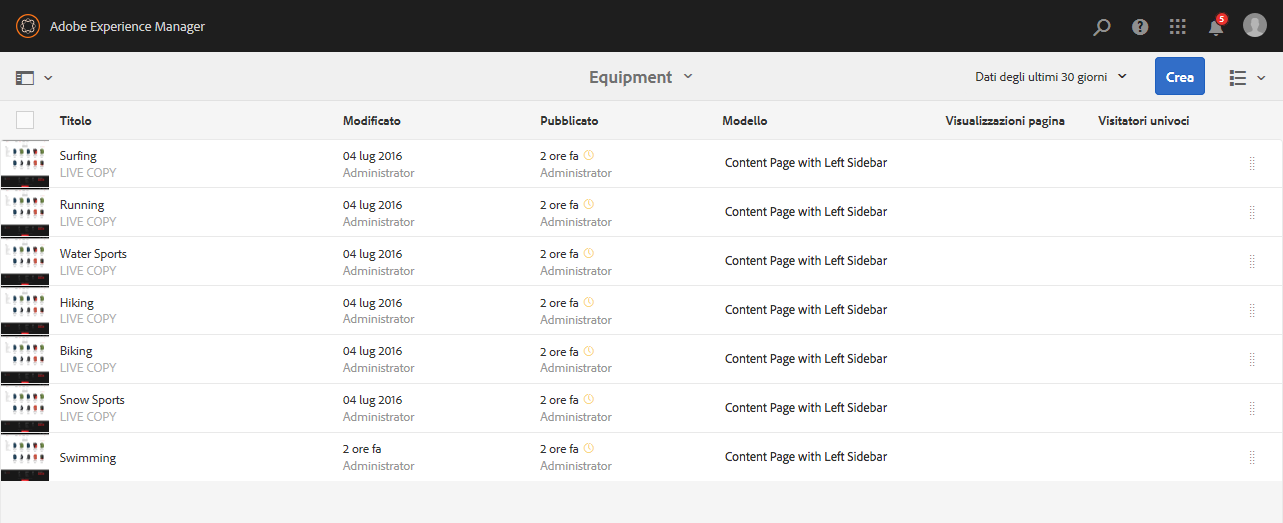 Adobe Experience Manager
5
Equipment
Dati degli ultimi 30 giorni
Crea
Titolo Modificato Pubblicato Modello Visualizzazioni pagina Visitatori univoci
Surfing 04 lug 2016 2 ore fa Content Page with Left Sidebar
LIVE COPY Administrator Administrator
Running 04 lug 2016 2 ore fa Content Page with Left Sidebar
LIVE COPY Administrator Administrator
Water Sports 04 lug 2016 2 ore fa Content Page with Left Sidebar
LIVE COPY Administrator Administrator
Hiking 04 lug 2016 2 ore fa Content Page with Left Sidebar
LIVE COPY Administrator Administrator
Biking 04 lug 2016 2 ore fa Content Page with Left Sidebar
LIVE COPY Administrator Administrator
Snow Sports 04 lug 2016 2 ore fa Content Page with Left Sidebar
LIVE COPY Administrator Administrator
Swimming 2 ore fa 2 ore fa Content Page with Left Sidebar
Administrator Administrator